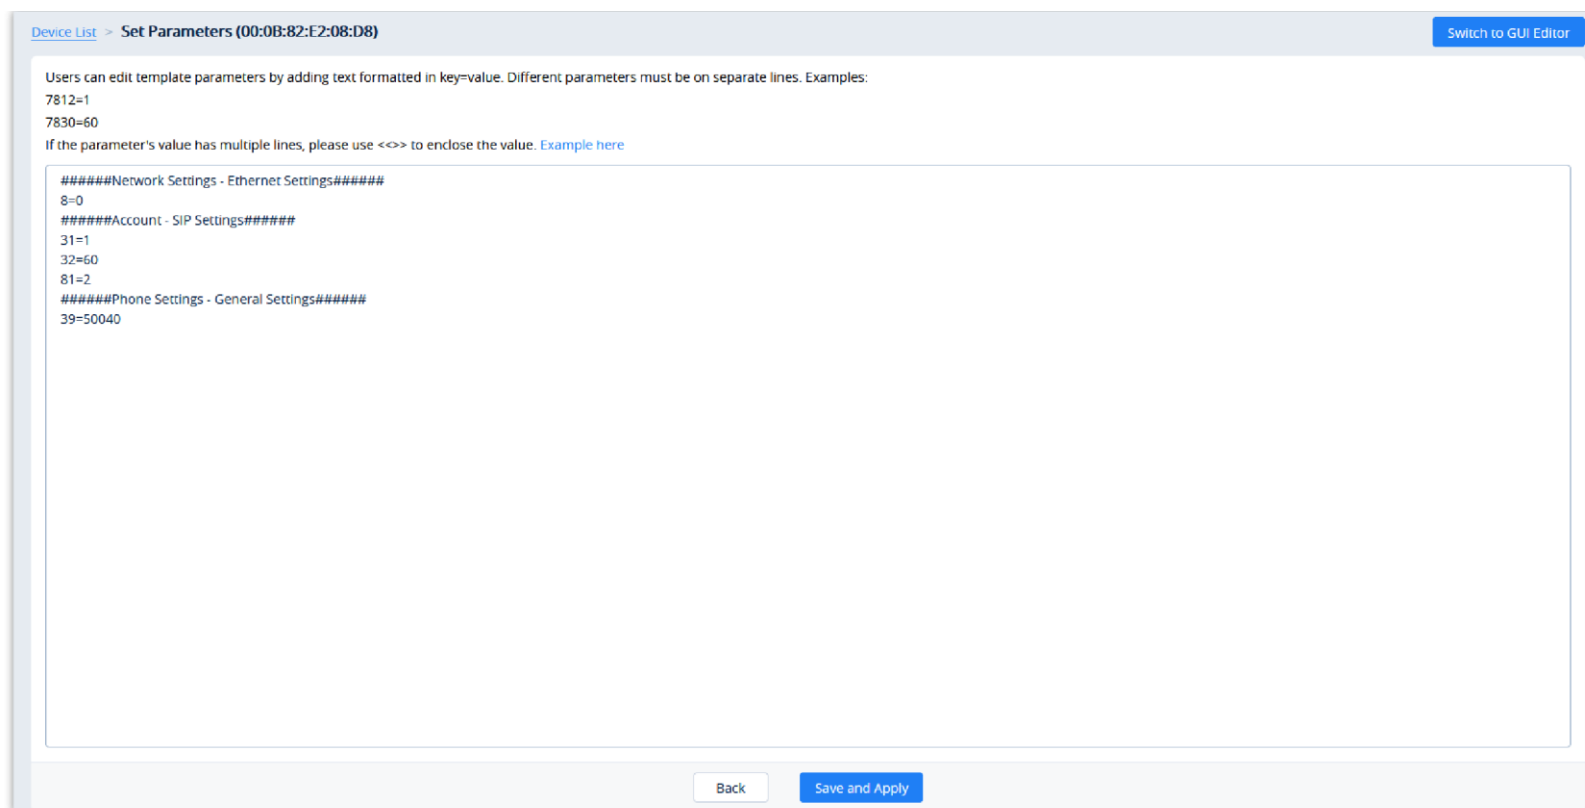 Device List > Set Parameters (00:0B:82:E2:08:D8)
Switch to GUI Editor
Users can edit template parameters by adding text formatted in key=value. Different parameters must be on separate lines. Examples:
7812=1
7830=60
If the parameter's value has multiple lines, please use <<>> to enclose the value. Example here
######Network Settings - Ethernet Settings######
8=0
######Account - SIP Settings######
31=1
32=60
81=2
######Phone Settings - General Settings######
39=50040
Back
Save and Apply